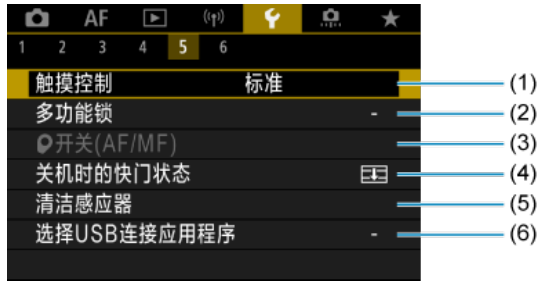 AF
1 2 3 4 5 6
触摸控制 标准 (1)
多功能锁 - (2)
开关(AF/MF) (3)
关机时的快门状态 (4)
清洁感应器 (5)
选择USB连接应用程序 - (6)